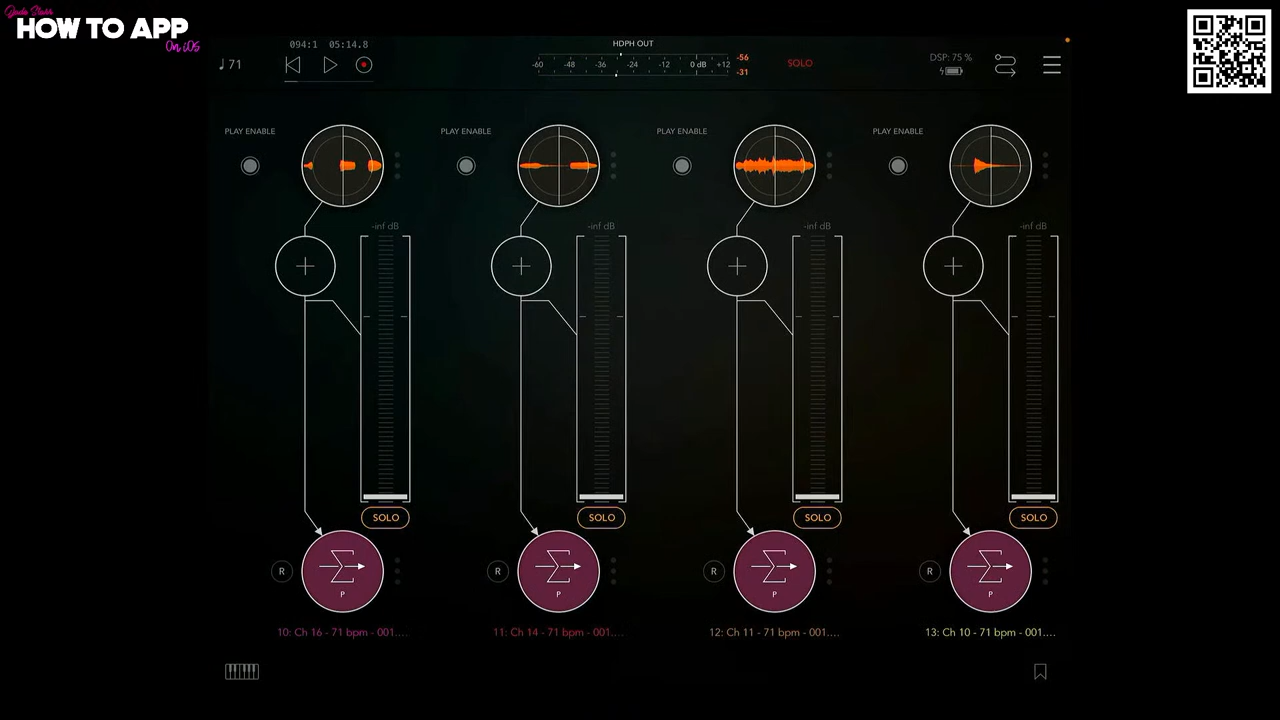 Jade Starr
HOW TO APP
On iOS
♩ 71
094:1 05:14.8
HDPH OUT
-60 -48 -36 -24 -12 0 dB +12
-56
-31
SOLO
DSP: 75 %
PLAY ENABLE PLAY ENABLE PLAY ENABLE PLAY ENABLE
-inf dB -inf dB -inf dB -inf dB
SOLO SOLO SOLO SOLO
R R R R
P P P P
10: Ch 16 - 71 bpm - 001.... 11: Ch 14 - 71 bpm - 001.... 12: Ch 11 - 71 bpm - 001.... 13: Ch 10 - 71 bpm - 001....